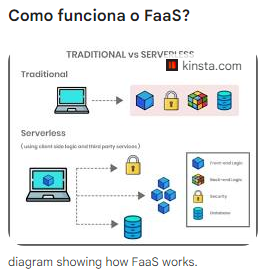 Como funciona o FaaS?
TRADITIONAL vs SERVERLESS
kinsta.com
Traditional
Serverless
(using client side logic and third party services)
Front-end Logic
Back-end Logic
Security
Database
diagram showing how FaaS works.